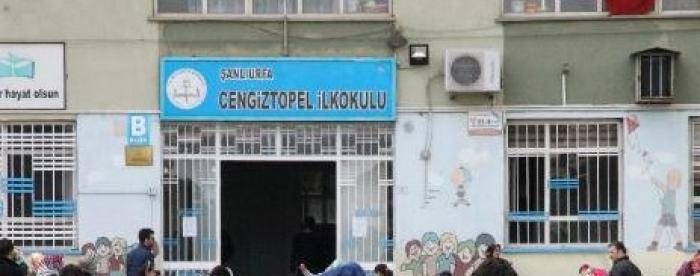 ŞANLIURFA
CENGİZTOPEL İLKOKULU
r hayat olsun
B